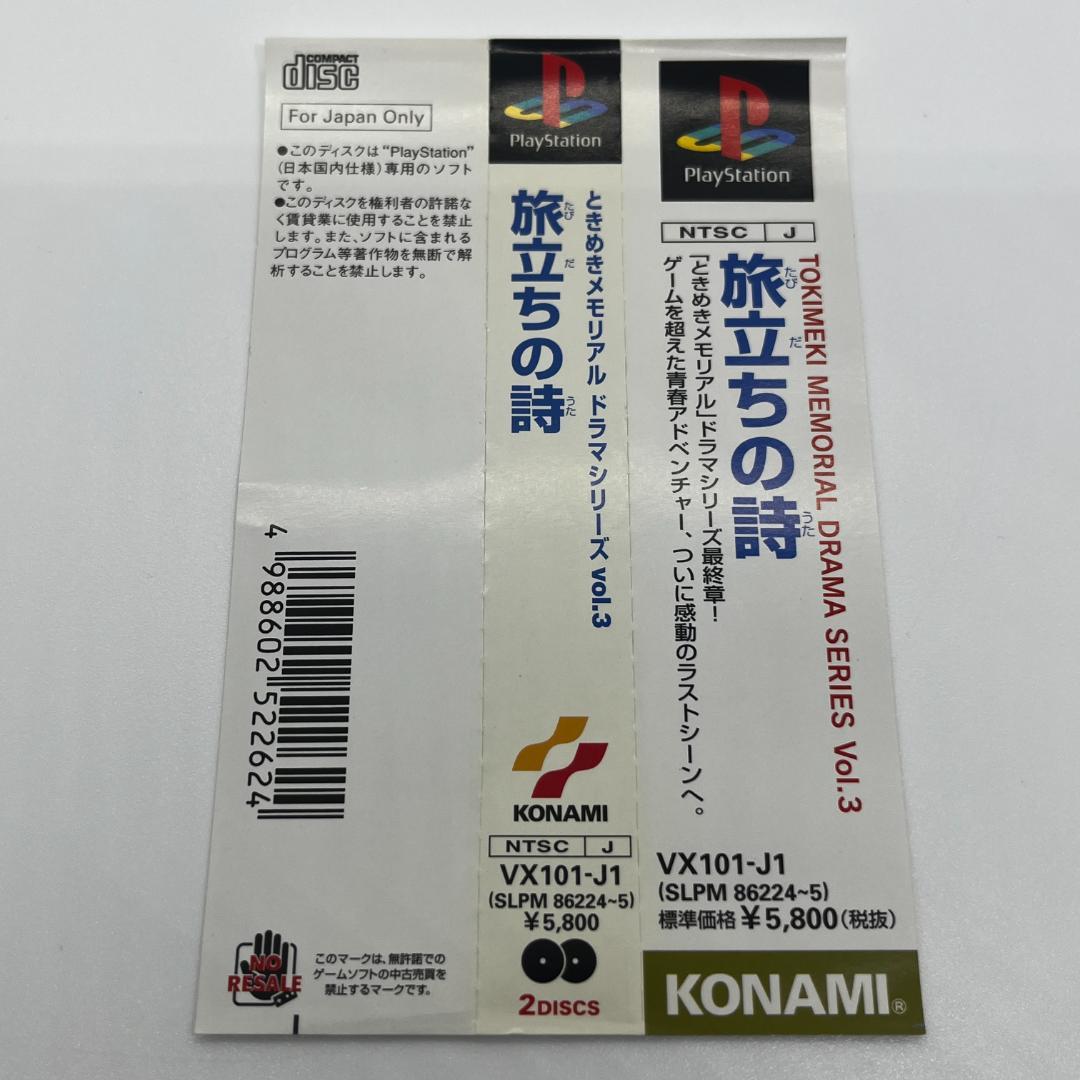 COMPACT
disc
For Japan Only
●このディスクは“PlayStation”
(日本国内仕様)専用のソフト
です。
●このディスクを権利者の許諾な
く賃貸業に使用することを禁止
します。また、ソフトに含まれる
プログラム等著作物を無断で解
析することを禁止します。
4 988602 522624
NO
RESALE
このマークは、無許諾での
ゲームソフトの中古売買を
禁止するマークです。
PlayStation
ときめきメモリアル ドラマシリーズ vol.3
旅立ちの詩
たび
だ
うた
KONAMI
NTSC J
VX101-J1
(SLPM 86224~5)
¥5,800
2DISCS
PlayStation
NTSC J
TOKIMEKI MEMORIAL DRAMA SERIES Vol.3
旅立ちの詩
たび
だ
うた
「ときめきメモリアル」ドラマシリーズ最終章!
ゲームを超えた青春アドベンチャー、ついに感動のラストシーンへ。
VX101-J1
(SLPM 86224~5)
標準価格¥5,800(税抜)
KONAMI®